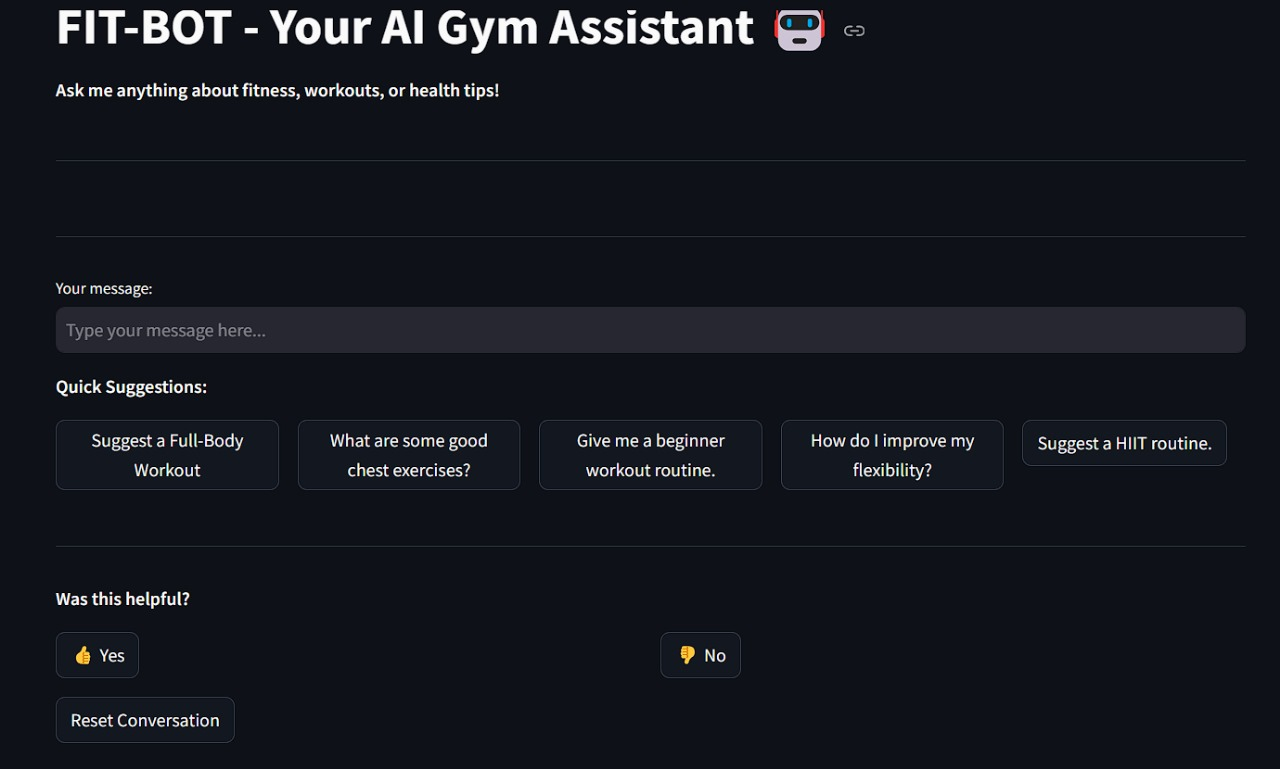 FIT-BOT - Your AI Gym Assistant
Ask me anything about fitness, workouts, or health tips!
Your message:
Type your message here...
Quick Suggestions:
Suggest a Full-Body
Workout
What are some good
chest exercises?
Give me a beginner
workout routine.
How do I improve my
flexibility?
Suggest a HIIT routine.
Was this helpful?
👍 Yes
👎 No
Reset Conversation